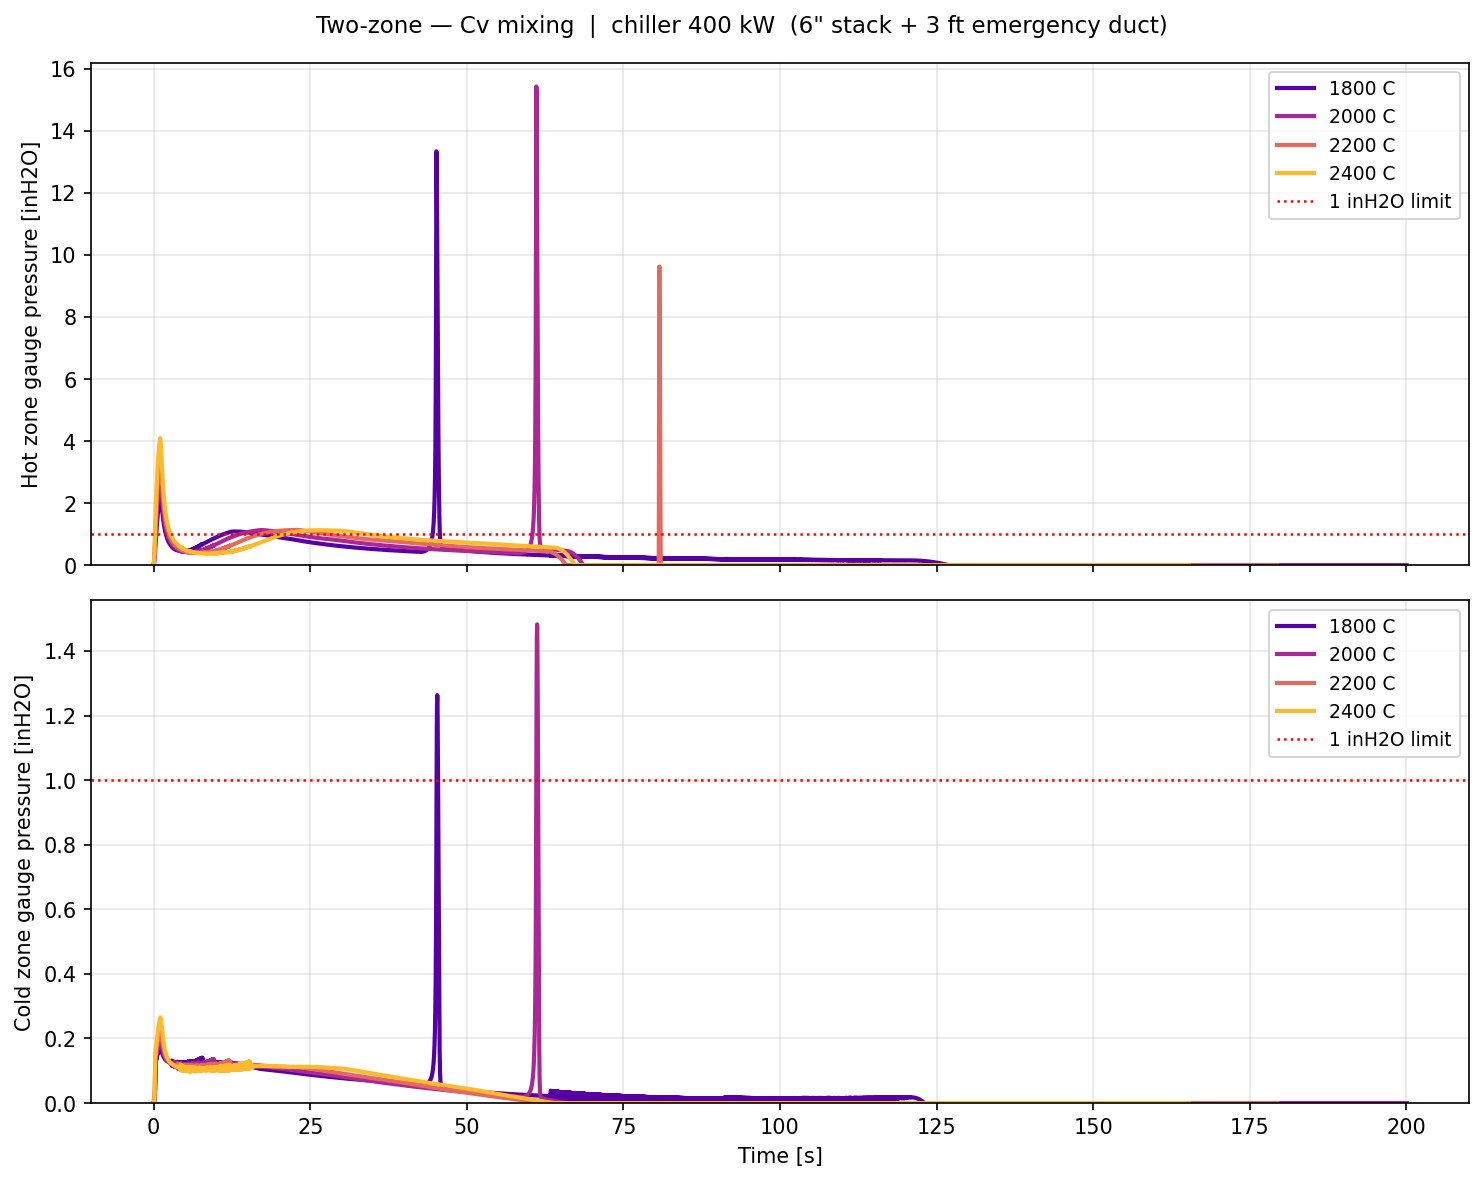 Two-zone — Cv mixing | chiller 400 kW (6" stack + 3 ft emergency duct)
Hot zone gauge pressure [inH2O]
16
14
12
10
8
6
4
2
0
1800 C
2000 C
2200 C
2400 C
1 inH2O limit
Cold zone gauge pressure [inH2O]
1.4
1.2
1.0
0.8
0.6
0.4
0.2
0.0
1800 C
2000 C
2200 C
2400 C
1 inH2O limit
0 25 50 75 100 125 150 175 200
Time [s]